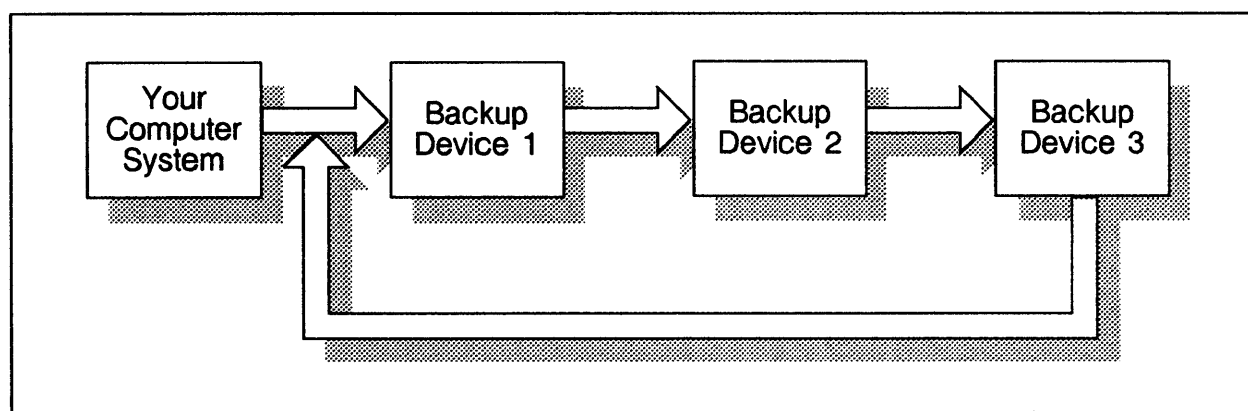 Your
Computer
System
Backup
Device 1
Backup
Device 2
Backup
Device 3